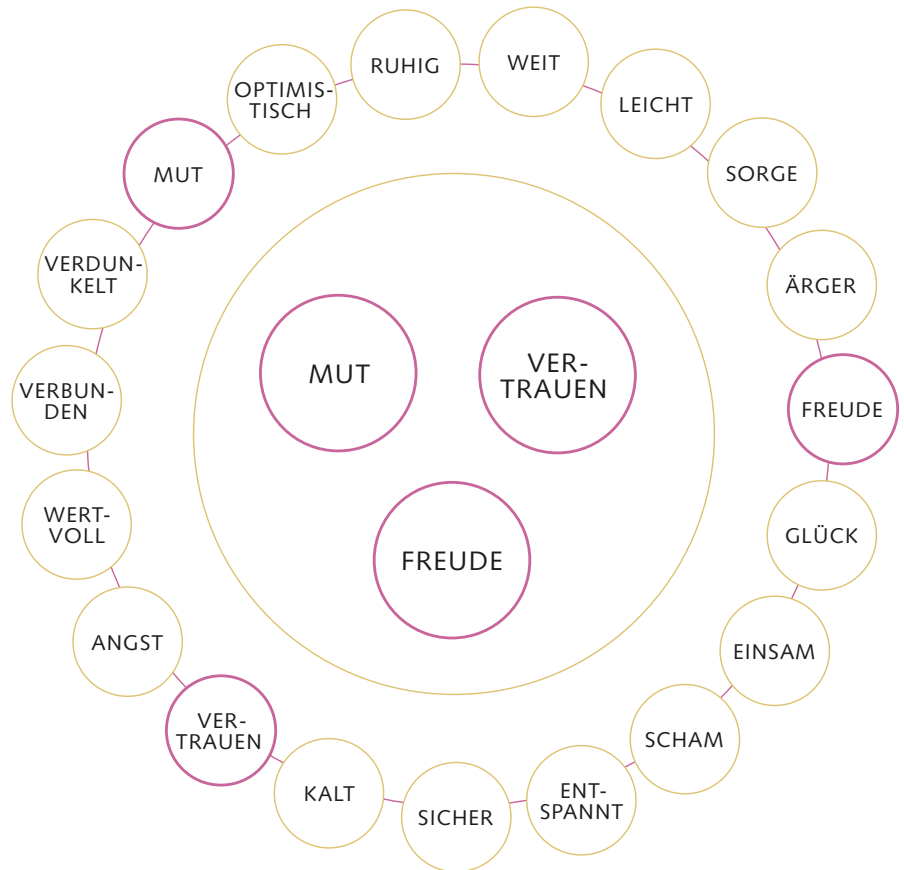 RUHIG
WEIT
LEICHT
SORGE
ÄRGER
FREUDE
GLÜCK
EINSAM
SCHAM
ENT-
SPANNT
SICHER
KALT
VER-
TRAUEN
ANGST
WERT-
VOLL
VERBUN-
DEN
VERDUN-
KELT
MUT
OPTIMIS-
TISCH
MUT
VER-
TRAUEN
FREUDE